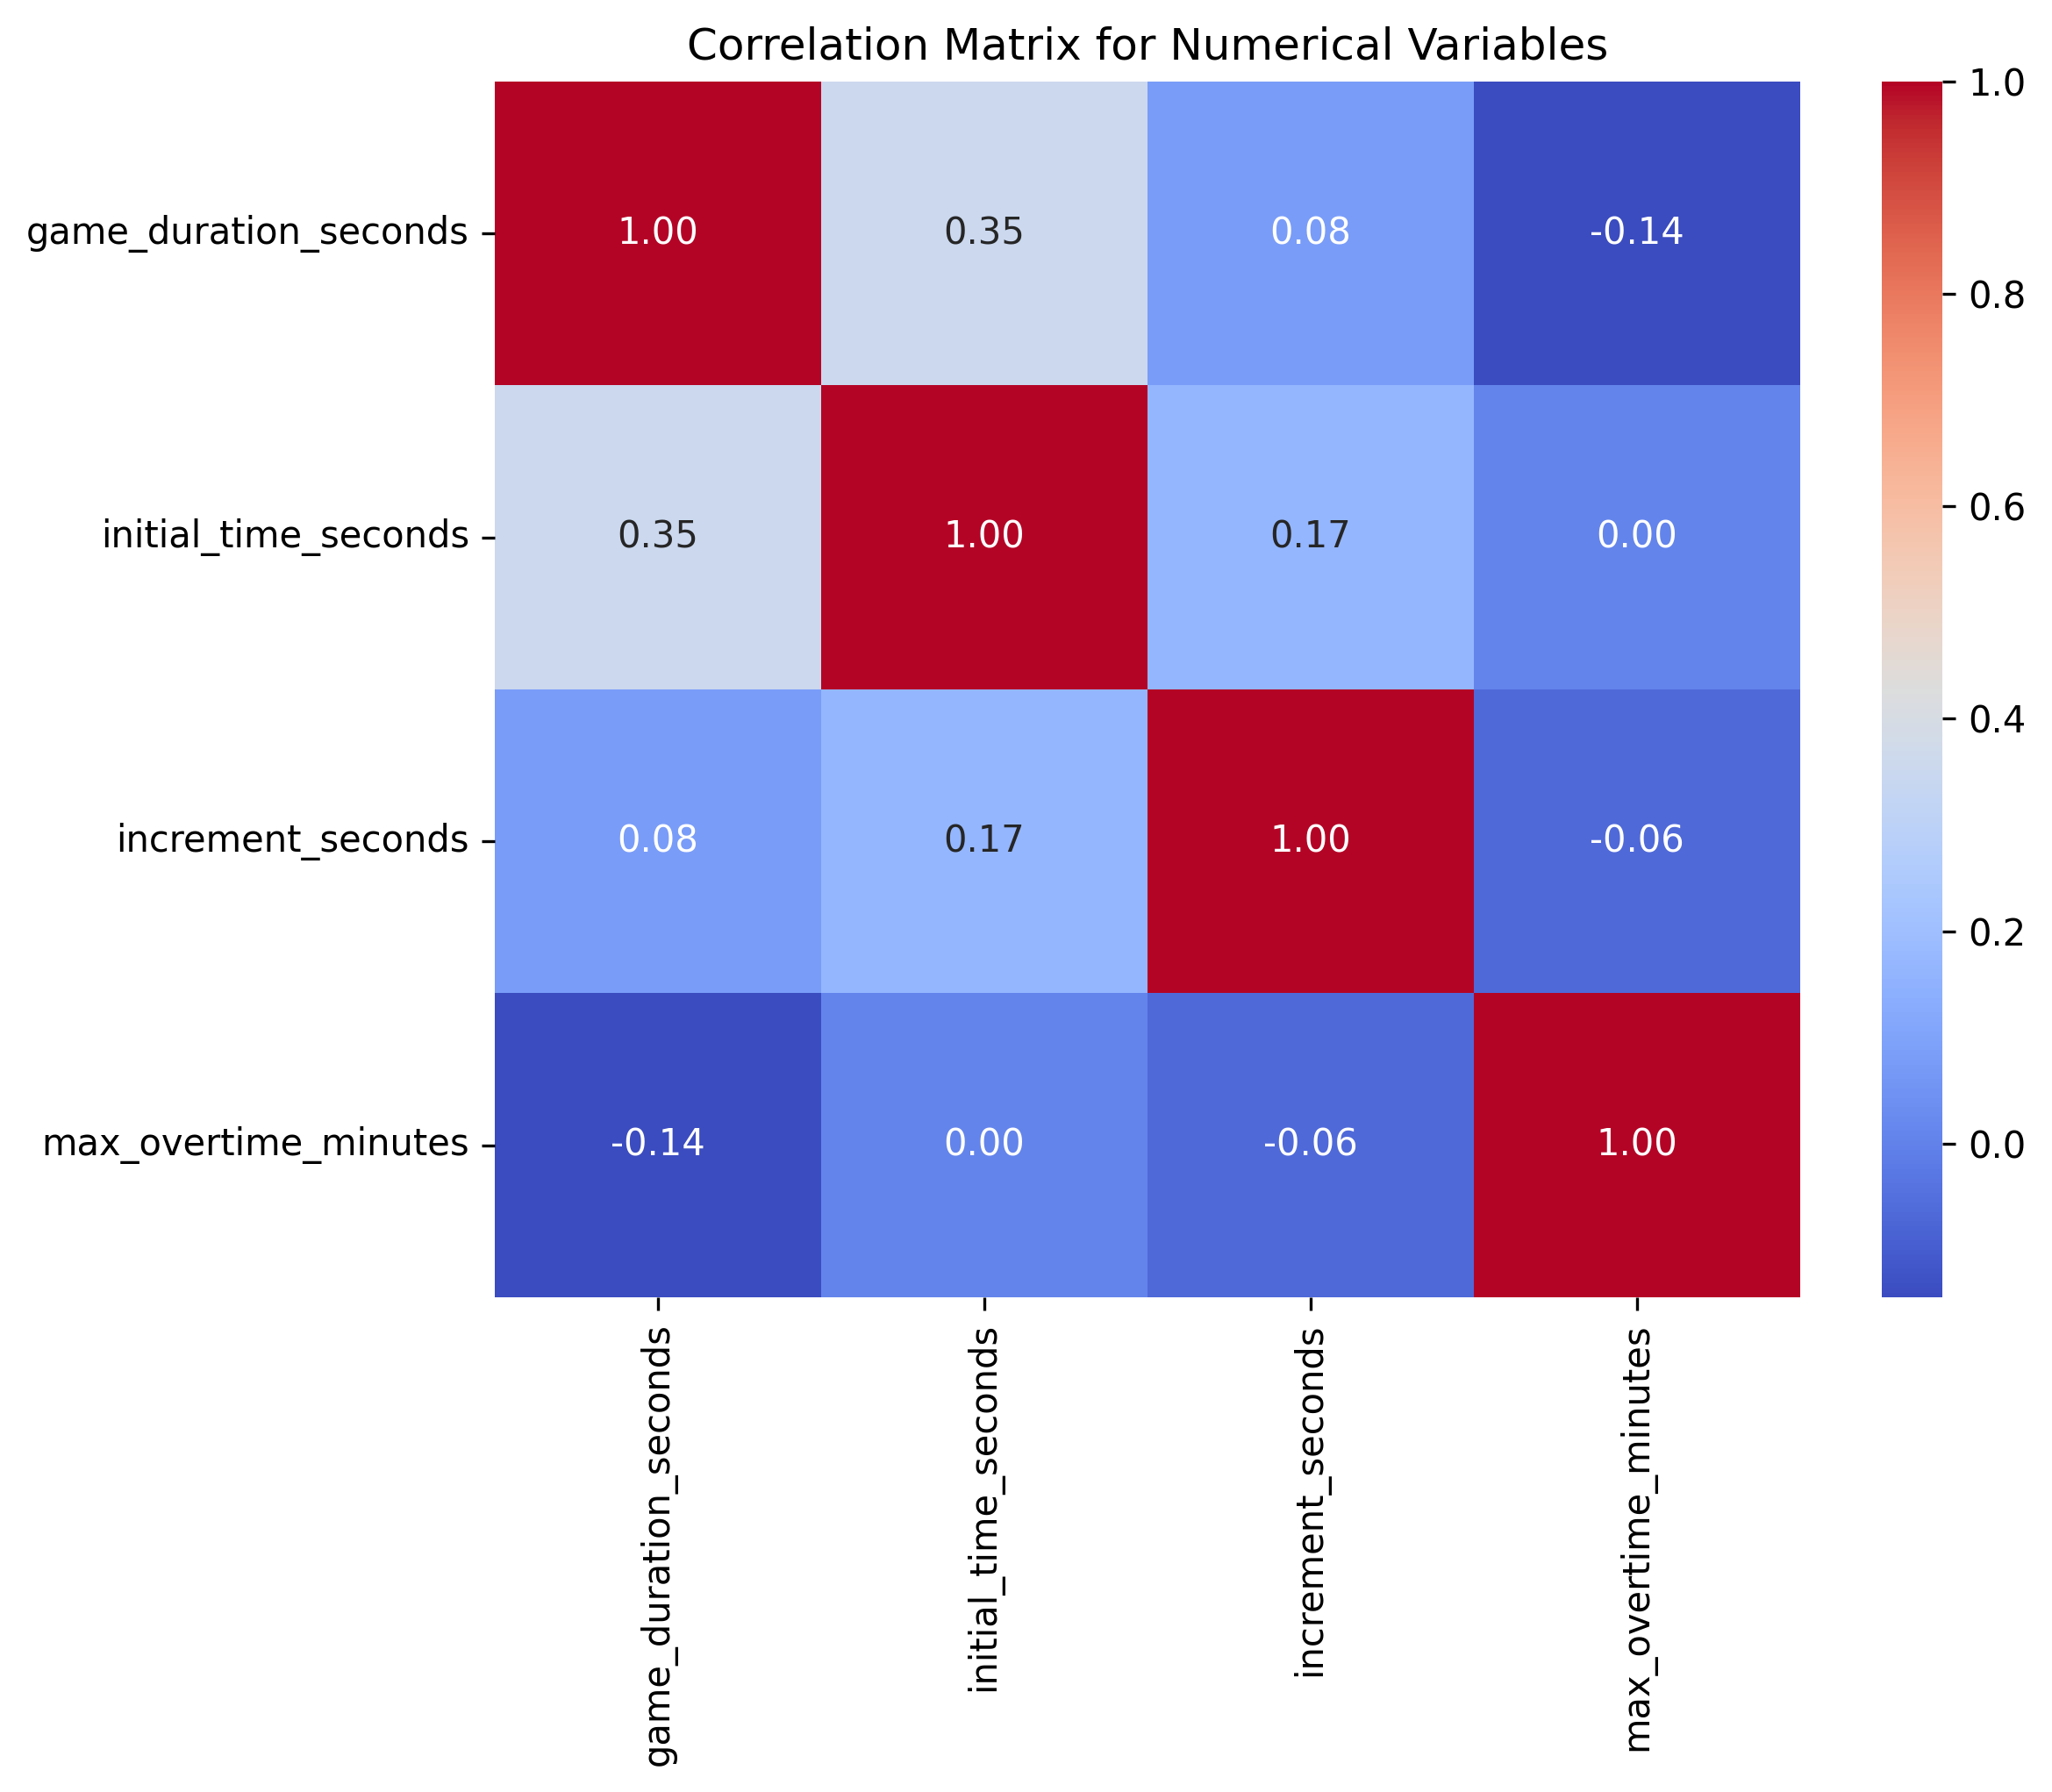 Correlation Matrix for Numerical Variables
game_duration_seconds 1.00 0.35 0.08 -0.14
initial_time_seconds 0.35 1.00 0.17 0.00
increment_seconds 0.08 0.17 1.00 -0.06
max_overtime_minutes -0.14 0.00 -0.06 1.00
game_duration_seconds
initial_time_seconds
increment_seconds
max_overtime_minutes
1.0
0.8
0.6
0.4
0.2
0.0